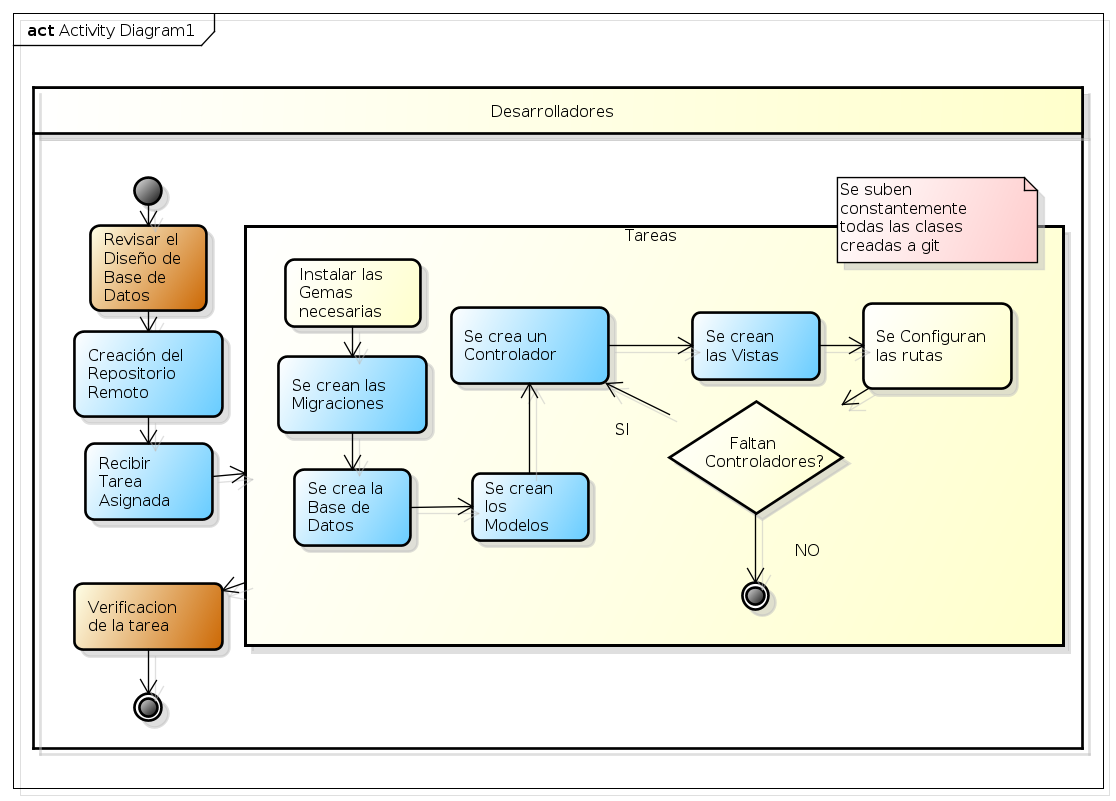 act Activity Diagram1
Desarrolladores
Revisar el
Diseño de
Base de
Datos
Creación del
Repositorio
Remoto
Recibir
Tarea
Asignada
Verificacion
de la tarea
Tareas
Se suben
constantemente
todas las clases
creadas a git
Instalar las
Gemas
necesarias
Se crean las
Migraciones
Se crea la
Base de
Datos
Se crean
los
Modelos
Se crea un
Controlador
Se crean
las Vistas
Se Configuran
las rutas
Faltan
Controladores?
SI
NO